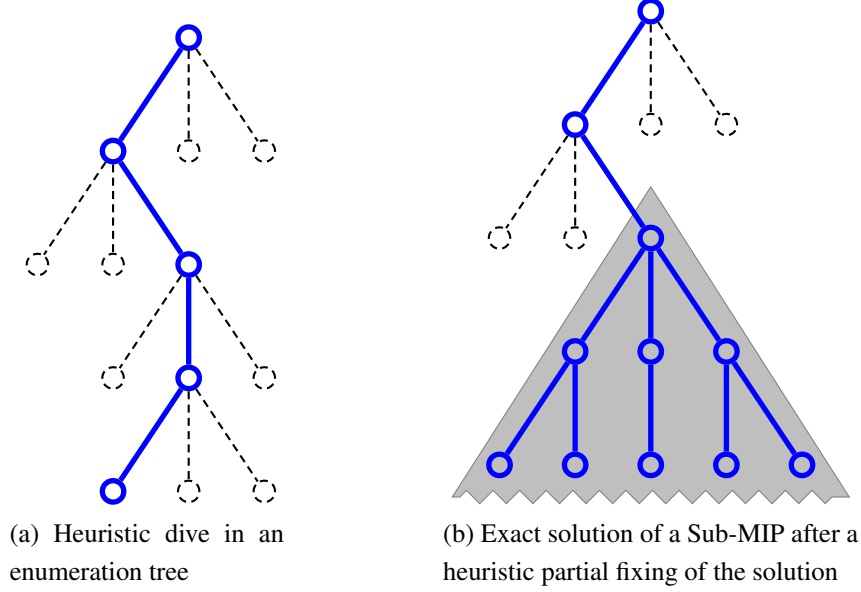 (a) Heuristic dive in an
enumeration tree
(b) Exact solution of a Sub-MIP after a
heuristic partial fixing of the solution